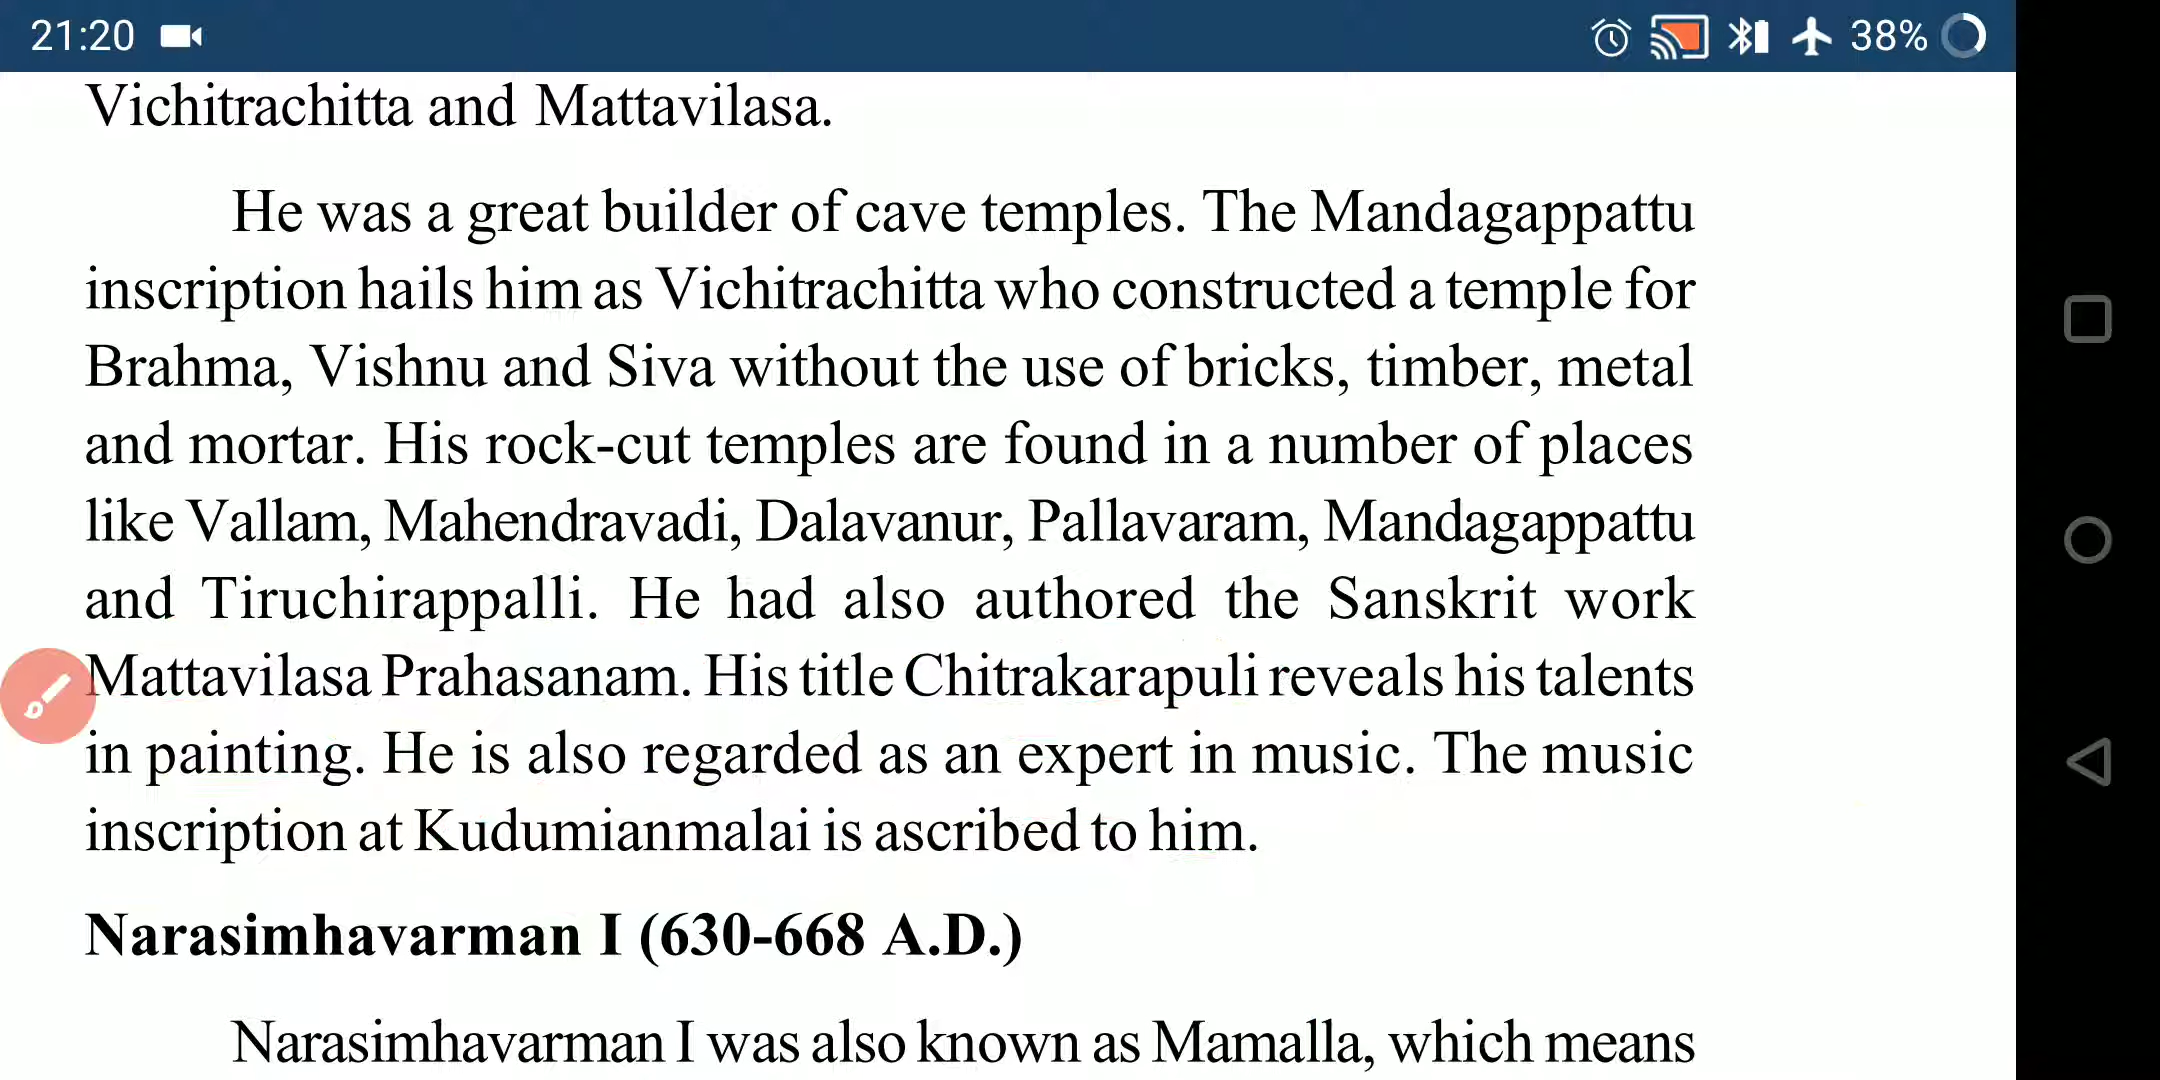 21:20
38%
Vichitrachitta and Mattavilasa.
He was a great builder of cave temples. The Mandagappattu
inscription hails him as Vichitrachitta who constructed a temple for
Brahma, Vishnu and Siva without the use of bricks, timber, metal
and mortar. His rock-cut temples are found in a number of places
like Vallam, Mahendravadi, Dalavanur, Pallavaram, Mandagappattu
and Tiruchirappalli. He had also authored the Sanskrit work
Mattavilasa Prahasanam. His title Chitrakarapuli reveals his talents
in painting. He is also regarded as an expert in music. The music
inscription at Kudumianmalai is ascribed to him.
Narasimhavarman I (630-668 A.D.)
Narasimhavarman I was also known as Mamalla, which means